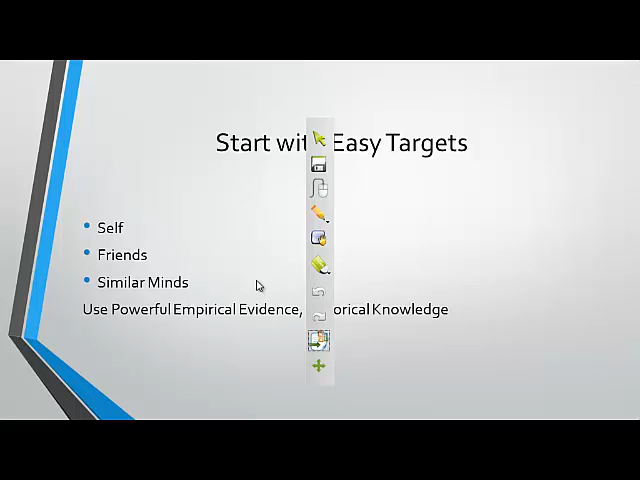 Start wit Easy Targets
Self
Friends
Similar Minds
Use Powerful Empirical Evidence, orical Knowledge